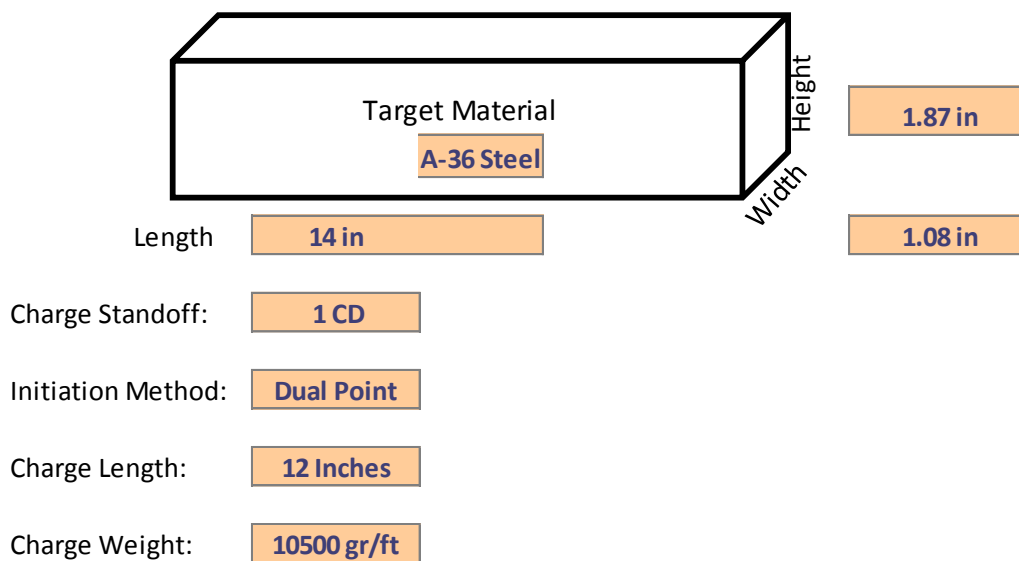 Target Material
A-36 Steel
Height
1.87 in
Width
Length
14 in
1.08 in
Charge Standoff:
1 CD
Initiation Method:
Dual Point
Charge Length:
12 Inches
Charge Weight:
10500 gr/ft